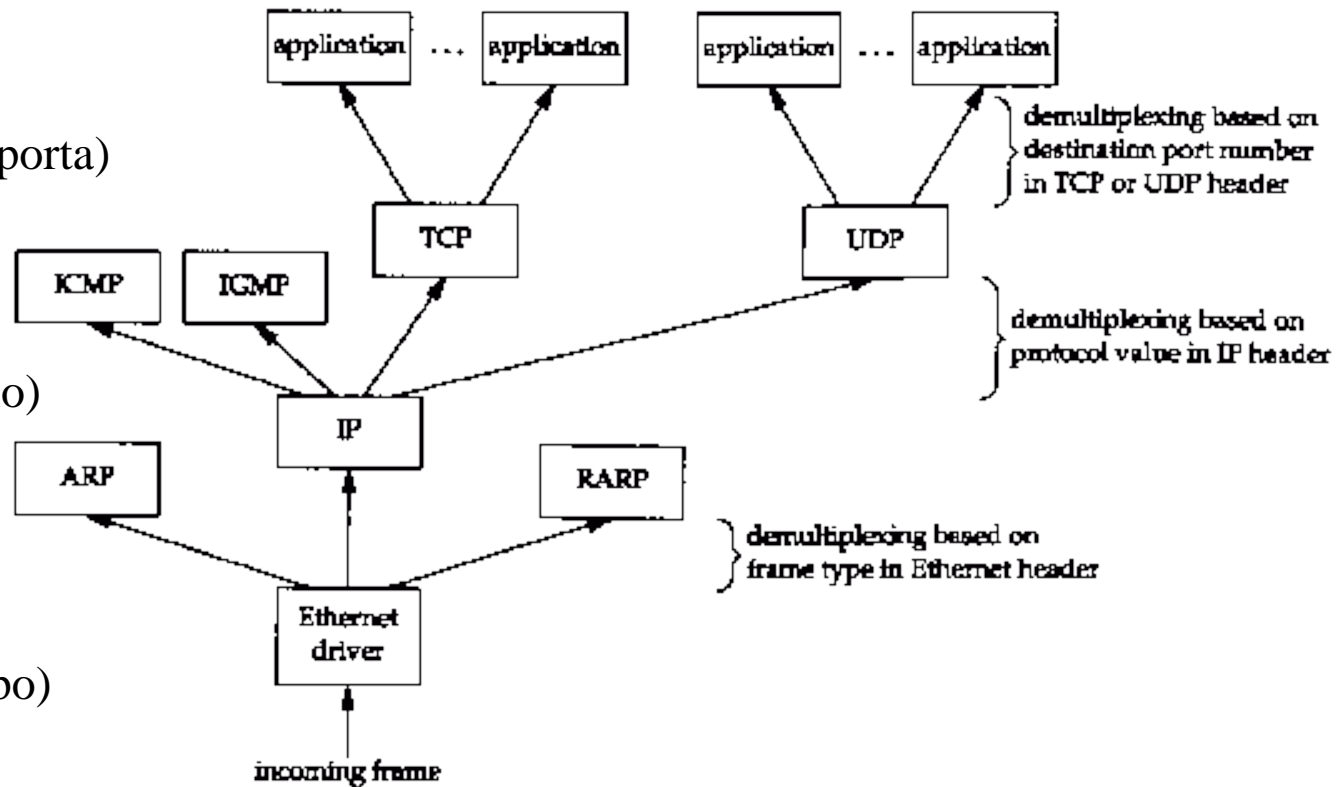 application ... application application ... application
demultiplexing based on
destination port number
in TCP or UDP header
porta)
TCP UDP
ICMP IGMP
demultiplexing based on
protocol value in IP header
o)
IP
ARP RARP
demultiplexing based on
frame type in Ethernet header
Ethernet
driver
po)
incoming frame